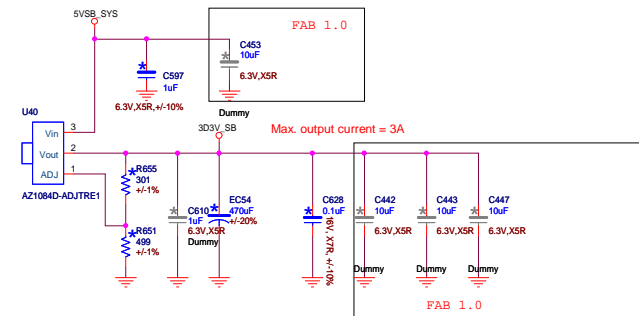 5VSB_SYS
FAB 1.0
C453
10uF
6.3V,X5R
Dummy
C597
1uF
6.3V,X5R,+/-10%
U40
Vin
3
Vout
2
ADJ
1
AZ1084D-ADJTRE1
3D3V_SB
Max. output current = 3A
R655
301
+/-1%
R651
499
+/-1%
C610
1uF
6.3V,X5R
Dummy
EC54
470uF
+/-20%
C628
0.1uF
16V, X7R, +/-10%
C442
10uF
6.3V,X5R
Dummy
C443
10uF
6.3V,X5R
Dummy
C447
10uF
6.3V,X5R
Dummy
FAB 1.0